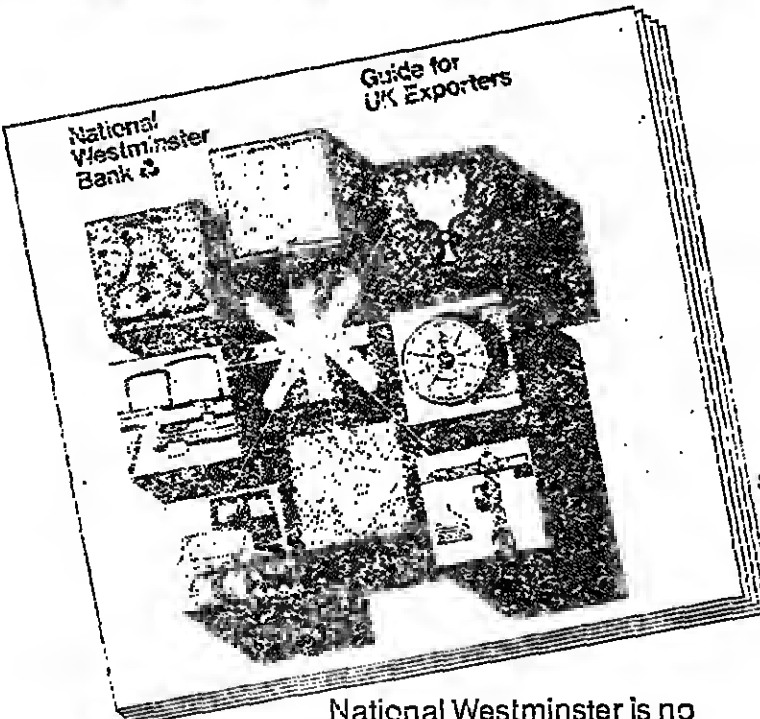 National
Westminster
Bank
Guide for
UK Exporters
National Westminster is no